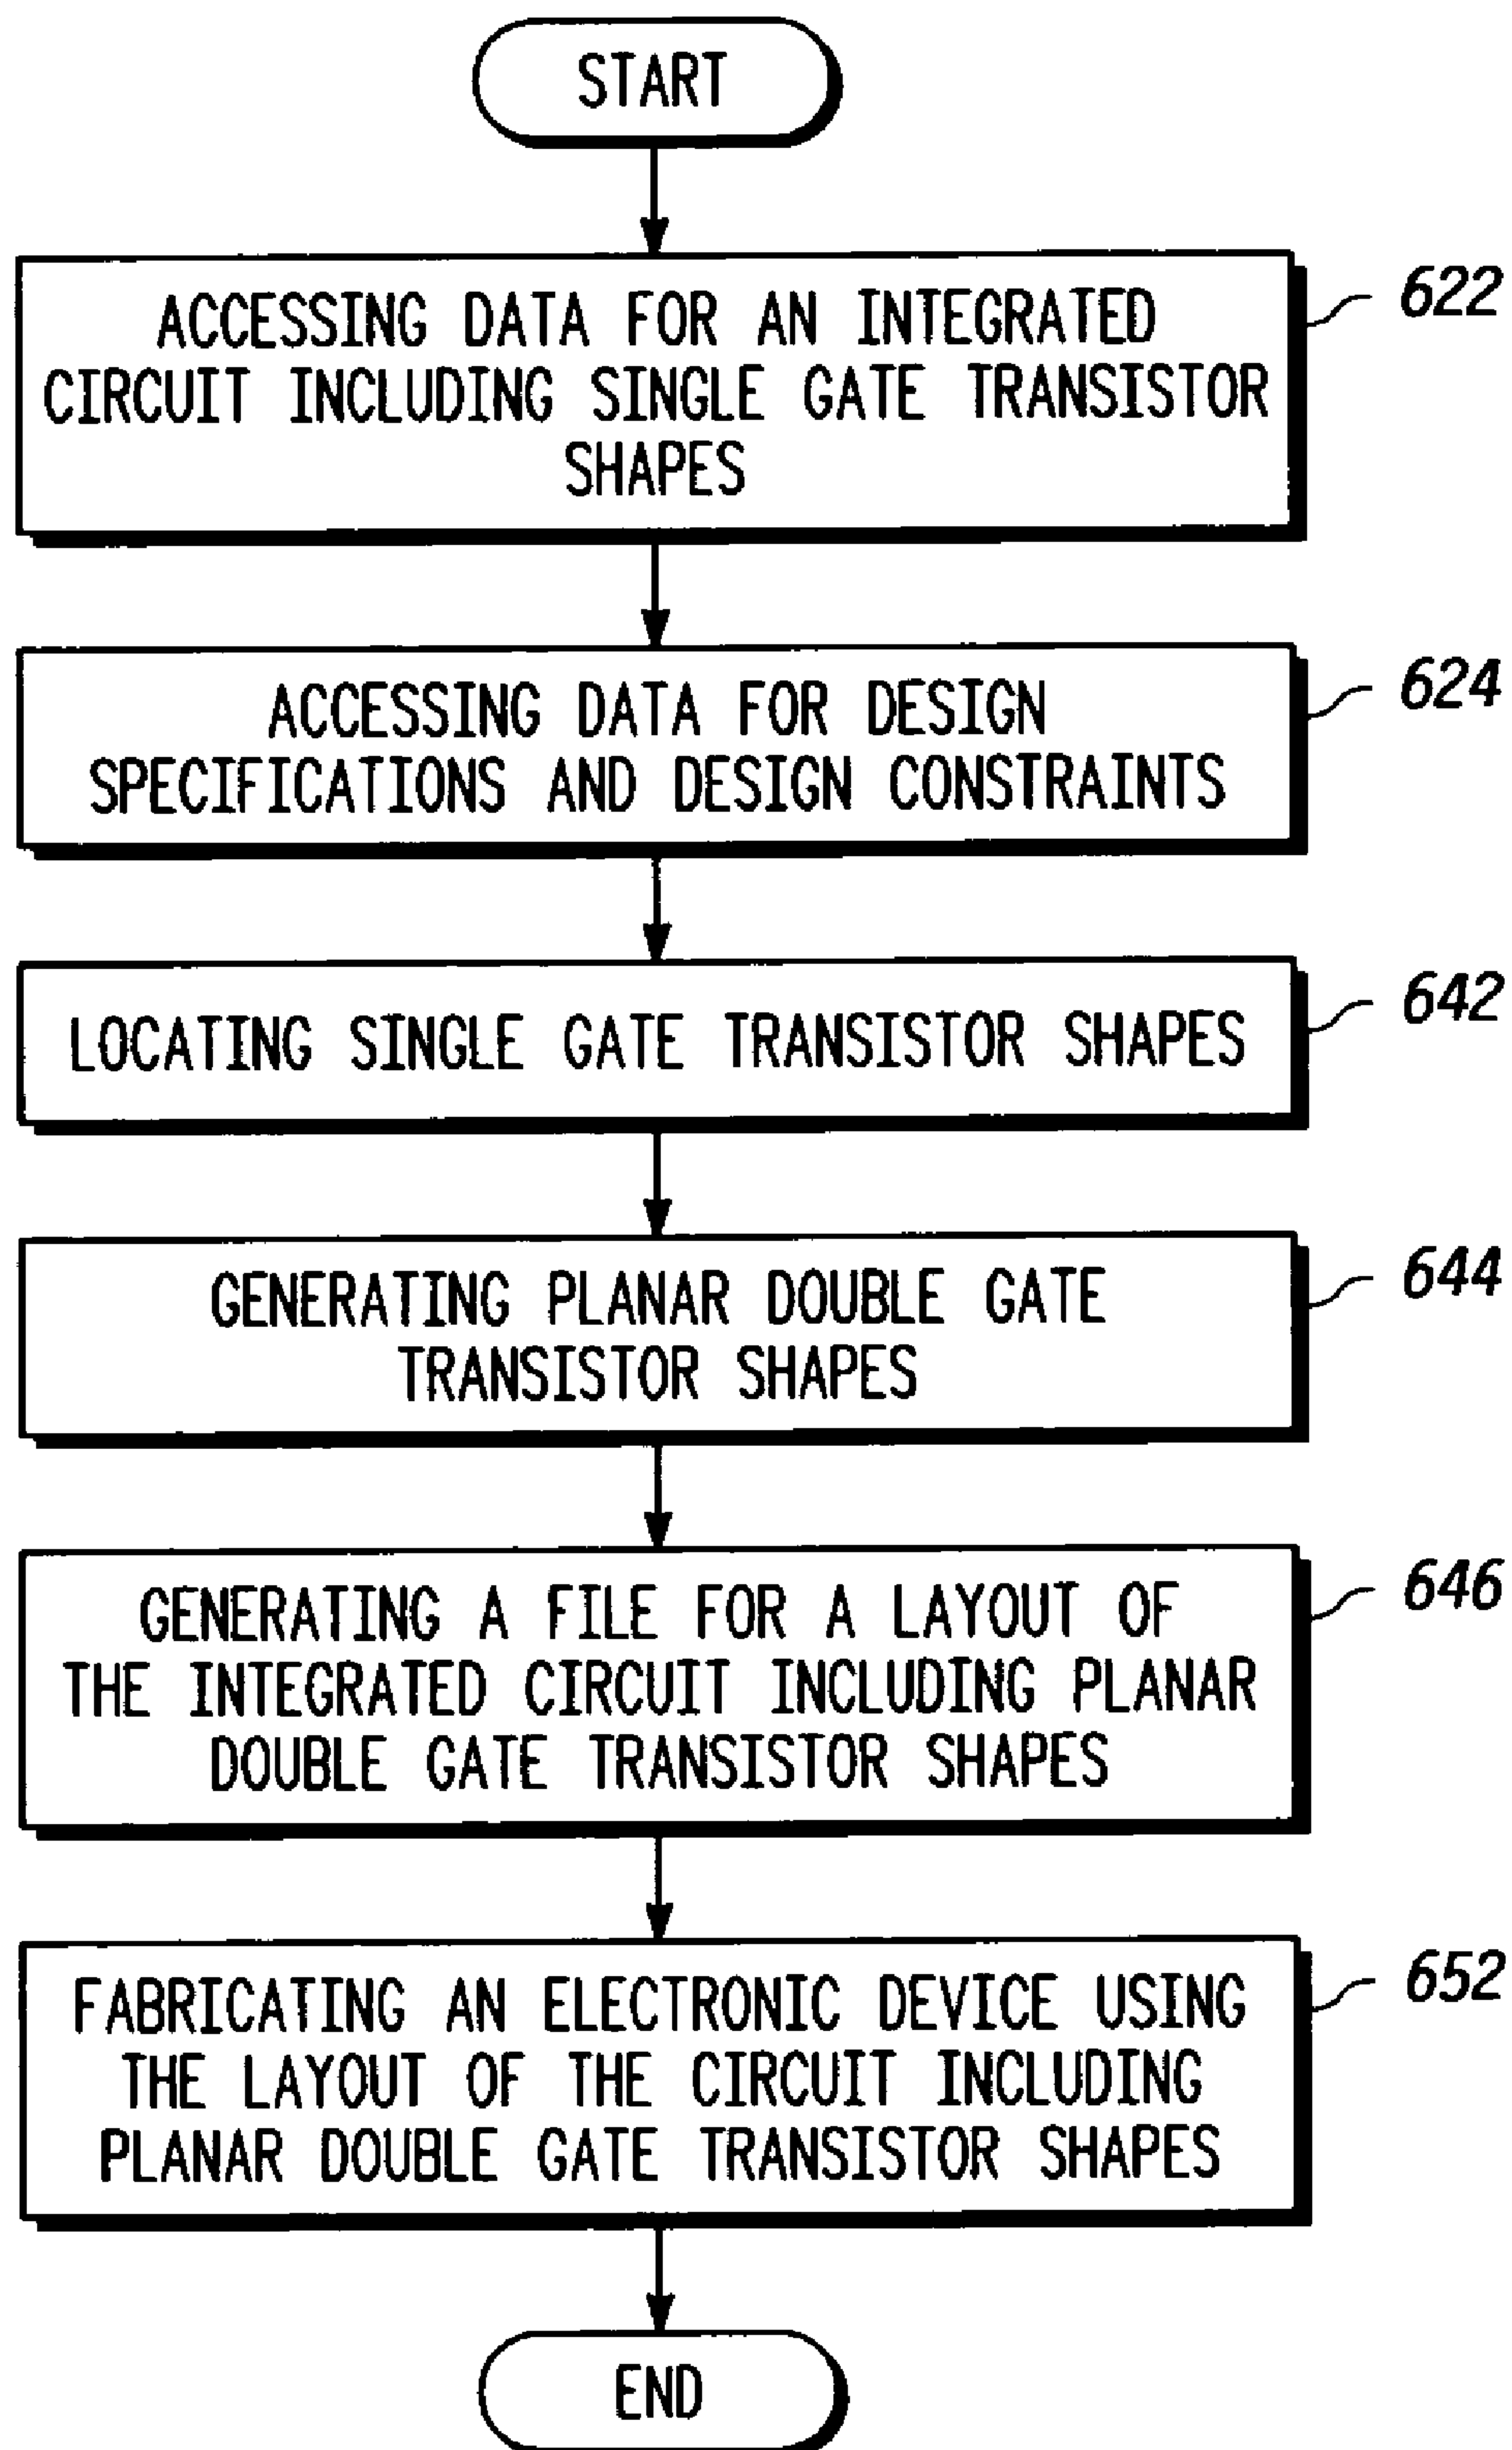 START
ACCESSING DATA FOR AN INTEGRATED
CIRCUIT INCLUDING SINGLE GATE TRANSISTOR
SHAPES
622
ACCESSING DATA FOR DESIGN
SPECIFICATIONS AND DESIGN CONSTRAINTS
624
LOCATING SINGLE GATE TRANSISTOR SHAPES
642
GENERATING PLANAR DOUBLE GATE
TRANSISTOR SHAPES
644
GENERATING A FILE FOR A LAYOUT OF
THE INTEGRATED CIRCUIT INCLUDING PLANAR
DOUBLE GATE TRANSISTOR SHAPES
646
FABRICATING AN ELECTRONIC DEVICE USING
THE LAYOUT OF THE CIRCUIT INCLUDING
PLANAR DOUBLE GATE TRANSISTOR SHAPES
652
END